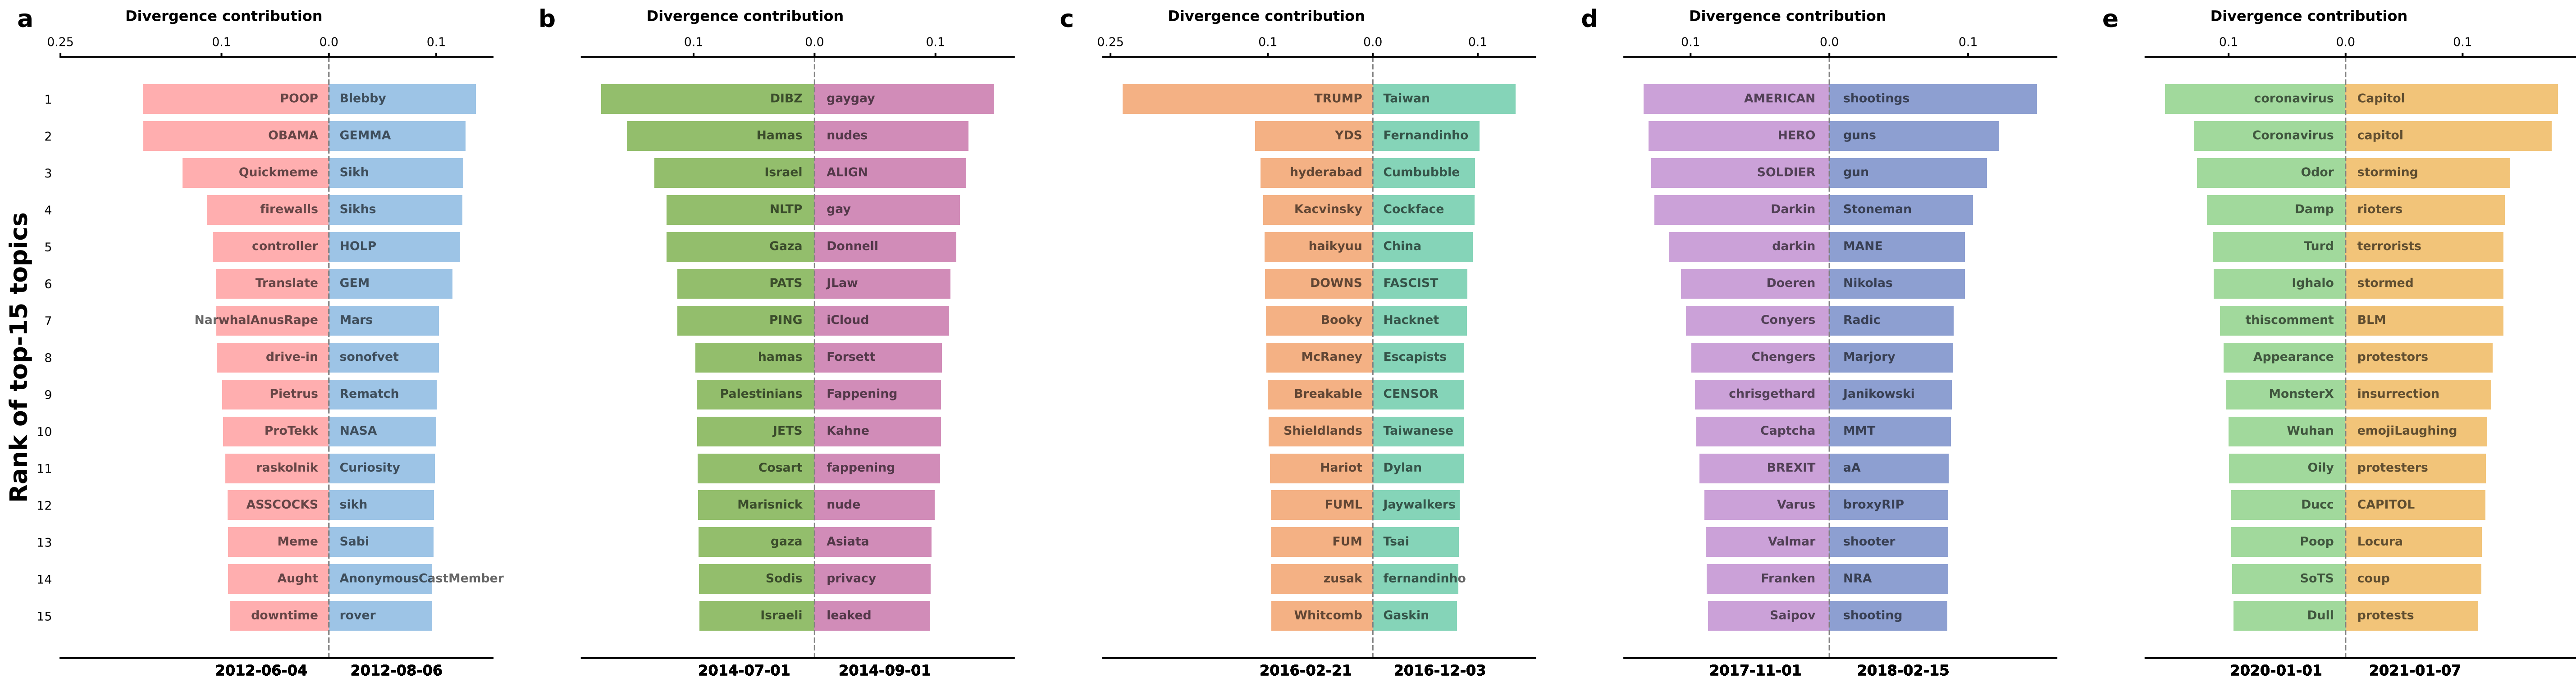 a
Divergence contribution
0.25 0.1 0.0 0.1
Rank of top-15 topics
1 POOP Blebby
2 OBAMA GEMMA
3 Quickmeme Sikh
4 firewalls Sikhs
5 controller HOLP
6 Translate GEM
7 NarwhalAnusRape Mars
8 drive-in sonofvet
9 Pietrus Rematch
10 ProTekk NASA
11 raskolnik Curiosity
12 ASSCOCKS sikh
13 Meme Sabi
14 Aught AnonymousCastMember
15 downtime rover
2012-06-04 2012-08-06
b
Divergence contribution
0.1 0.0 0.1
DIBZ gaygay
Hamas nudes
Israel ALIGN
NLTP gay
Gaza Donnell
PATS JLaw
PING iCloud
hamas Forsett
Palestinians Fappening
JETS Kahne
Cosart fappening
Marisnick nude
gaza Asiata
Sodis privacy
Israeli leaked
2014-07-01 2014-09-01
c
Divergence contribution
0.25 0.1 0.0 0.1
TRUMP Taiwan
YDS Fernandinho
hyderabad Cumbubble
Kacvinsky Cockface
haikyuu China
DOWNS FASCIST
Booky Hacknet
McRaney Escapists
Breakable CENSOR
Shieldlands Taiwanese
Hariot Dylan
FUML Jaywalkers
FUM Tsai
zusak fernandinho
Whitcomb Gaskin
2016-02-21 2016-12-03
d
Divergence contribution
0.1 0.0 0.1
AMERICAN shootings
HERO guns
SOLDIER gun
Darkin Stoneman
darkin MANE
Doeren Nikolas
Conyers Radic
Chengers Marjory
chrisgethard Janikowski
Captcha MMT
BREXIT aA
Varus broxyRIP
Valmar shooter
Franken NRA
Saipov shooting
2017-11-01 2018-02-15
e
Divergence contribution
0.1 0.0 0.1
coronavirus Capitol
Coronavirus capitol
Odor storming
Damp rioters
Turd terrorists
Ighalo stormed
thiscomment BLM
Appearance protestors
MonsterX insurrection
Wuhan emojiLaughing
Oily protesters
Ducc CAPITOL
Poop Locura
SoTS coup
Dull protests
2020-01-01 2021-01-07